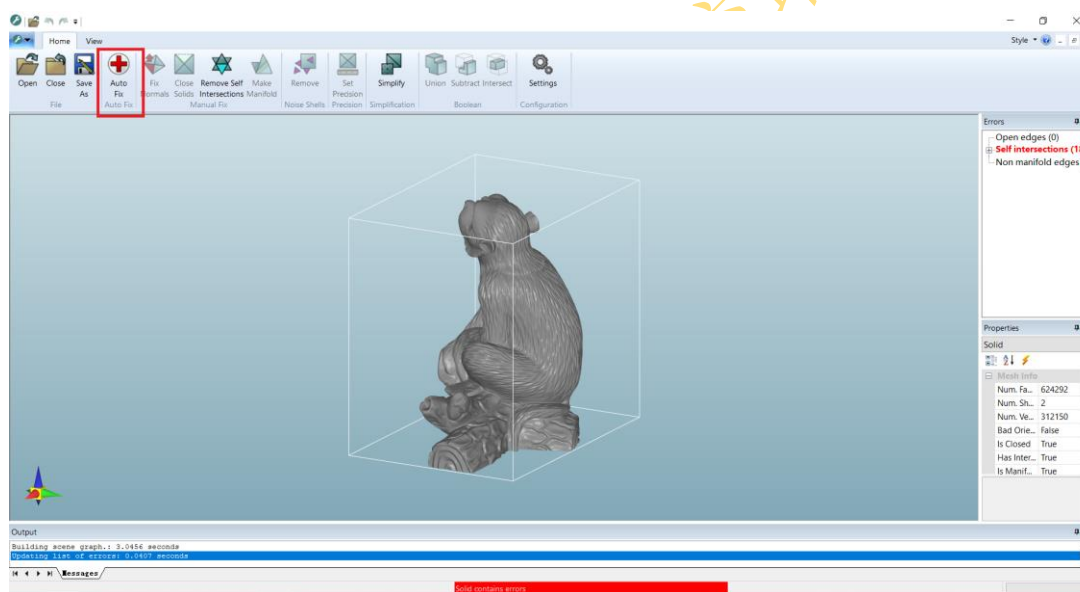 Home View
Style
Open Close Save As Auto Fix Fix Normals Close Solids Remove Self Intersections Make Manifold Remove Set Precision Simplify Union Subtract Intersect Settings
File Auto Fix Manual Fix Noise Shells Precision Simplification Boolean Configuration
Errors
Open edges (0)
Self intersections (18
Non manifold edges
Properties
Solid
Mesh Info
Num. Fa... 624292
Num. Sh... 2
Num. Ve... 312150
Bad Orie... False
Is Closed True
Has Inter... True
Is Manif... True
Output
Building scene graph.: 3.0456 seconds
Updating list of errors: 0.0407 seconds
Messages
Solid contains errors